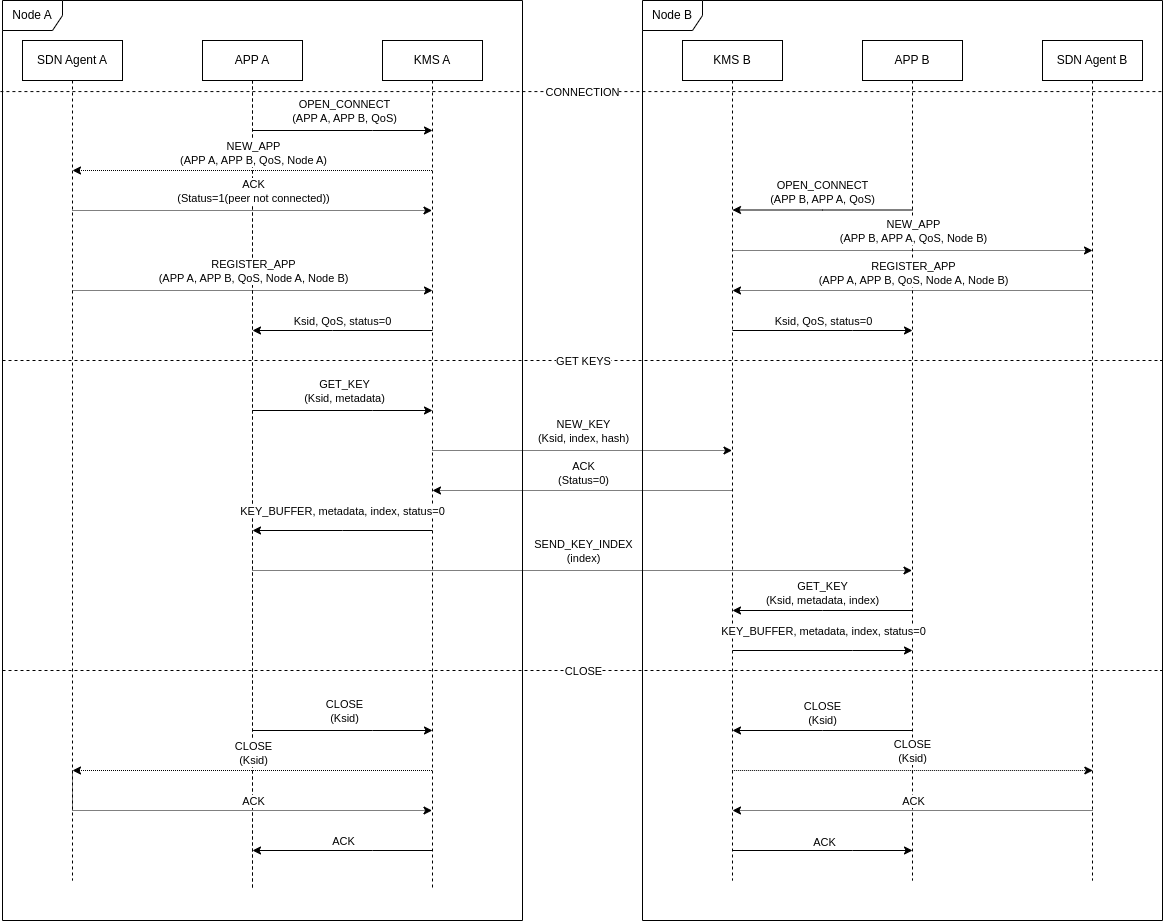 Node A
Node B
SDN Agent A
APP A
KMS A
KMS B
APP B
SDN Agent B
CONNECTION
OPEN_CONNECT
(APP A, APP B, QoS)
NEW_APP
(APP A, APP B, QoS, Node A)
ACK
(Status=1(peer not connected))
OPEN_CONNECT
(APP B, APP A, QoS)
NEW_APP
(APP B, APP A, QoS, Node B)
REGISTER_APP
(APP A, APP B, QoS, Node A, Node B)
REGISTER_APP
(APP A, APP B, QoS, Node A, Node B)
Ksid, QoS, status=0
Ksid, QoS, status=0
GET KEYS
GET_KEY
(Ksid, metadata)
NEW_KEY
(Ksid, index, hash)
ACK
(Status=0)
KEY_BUFFER, metadata, index, status=0
SEND_KEY_INDEX
(index)
GET_KEY
(Ksid, metadata, index)
KEY_BUFFER, metadata, index, status=0
CLOSE
CLOSE
(Ksid)
CLOSE
(Ksid)
CLOSE
(Ksid)
CLOSE
(Ksid)
ACK
ACK
ACK
ACK